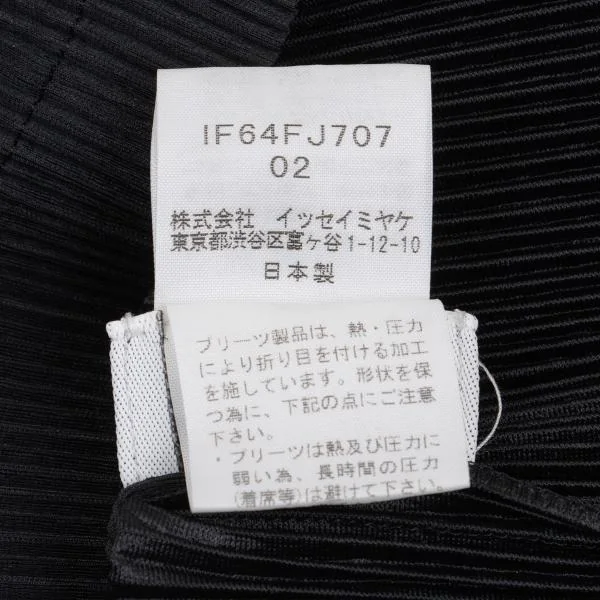 IF64FJ707
02
株式会社 イッセイミヤケ
東京都渋谷区富ヶ谷1-12-10
日本製
プリーツ製品は、熱・圧力
により折り目を付ける加工
を施しています。形状を保
つ為に、下記の点にご注意
下さい。
・プリーツは熱及び圧力に
弱い為、長時間の圧力
(着席等)は避けて下さい。